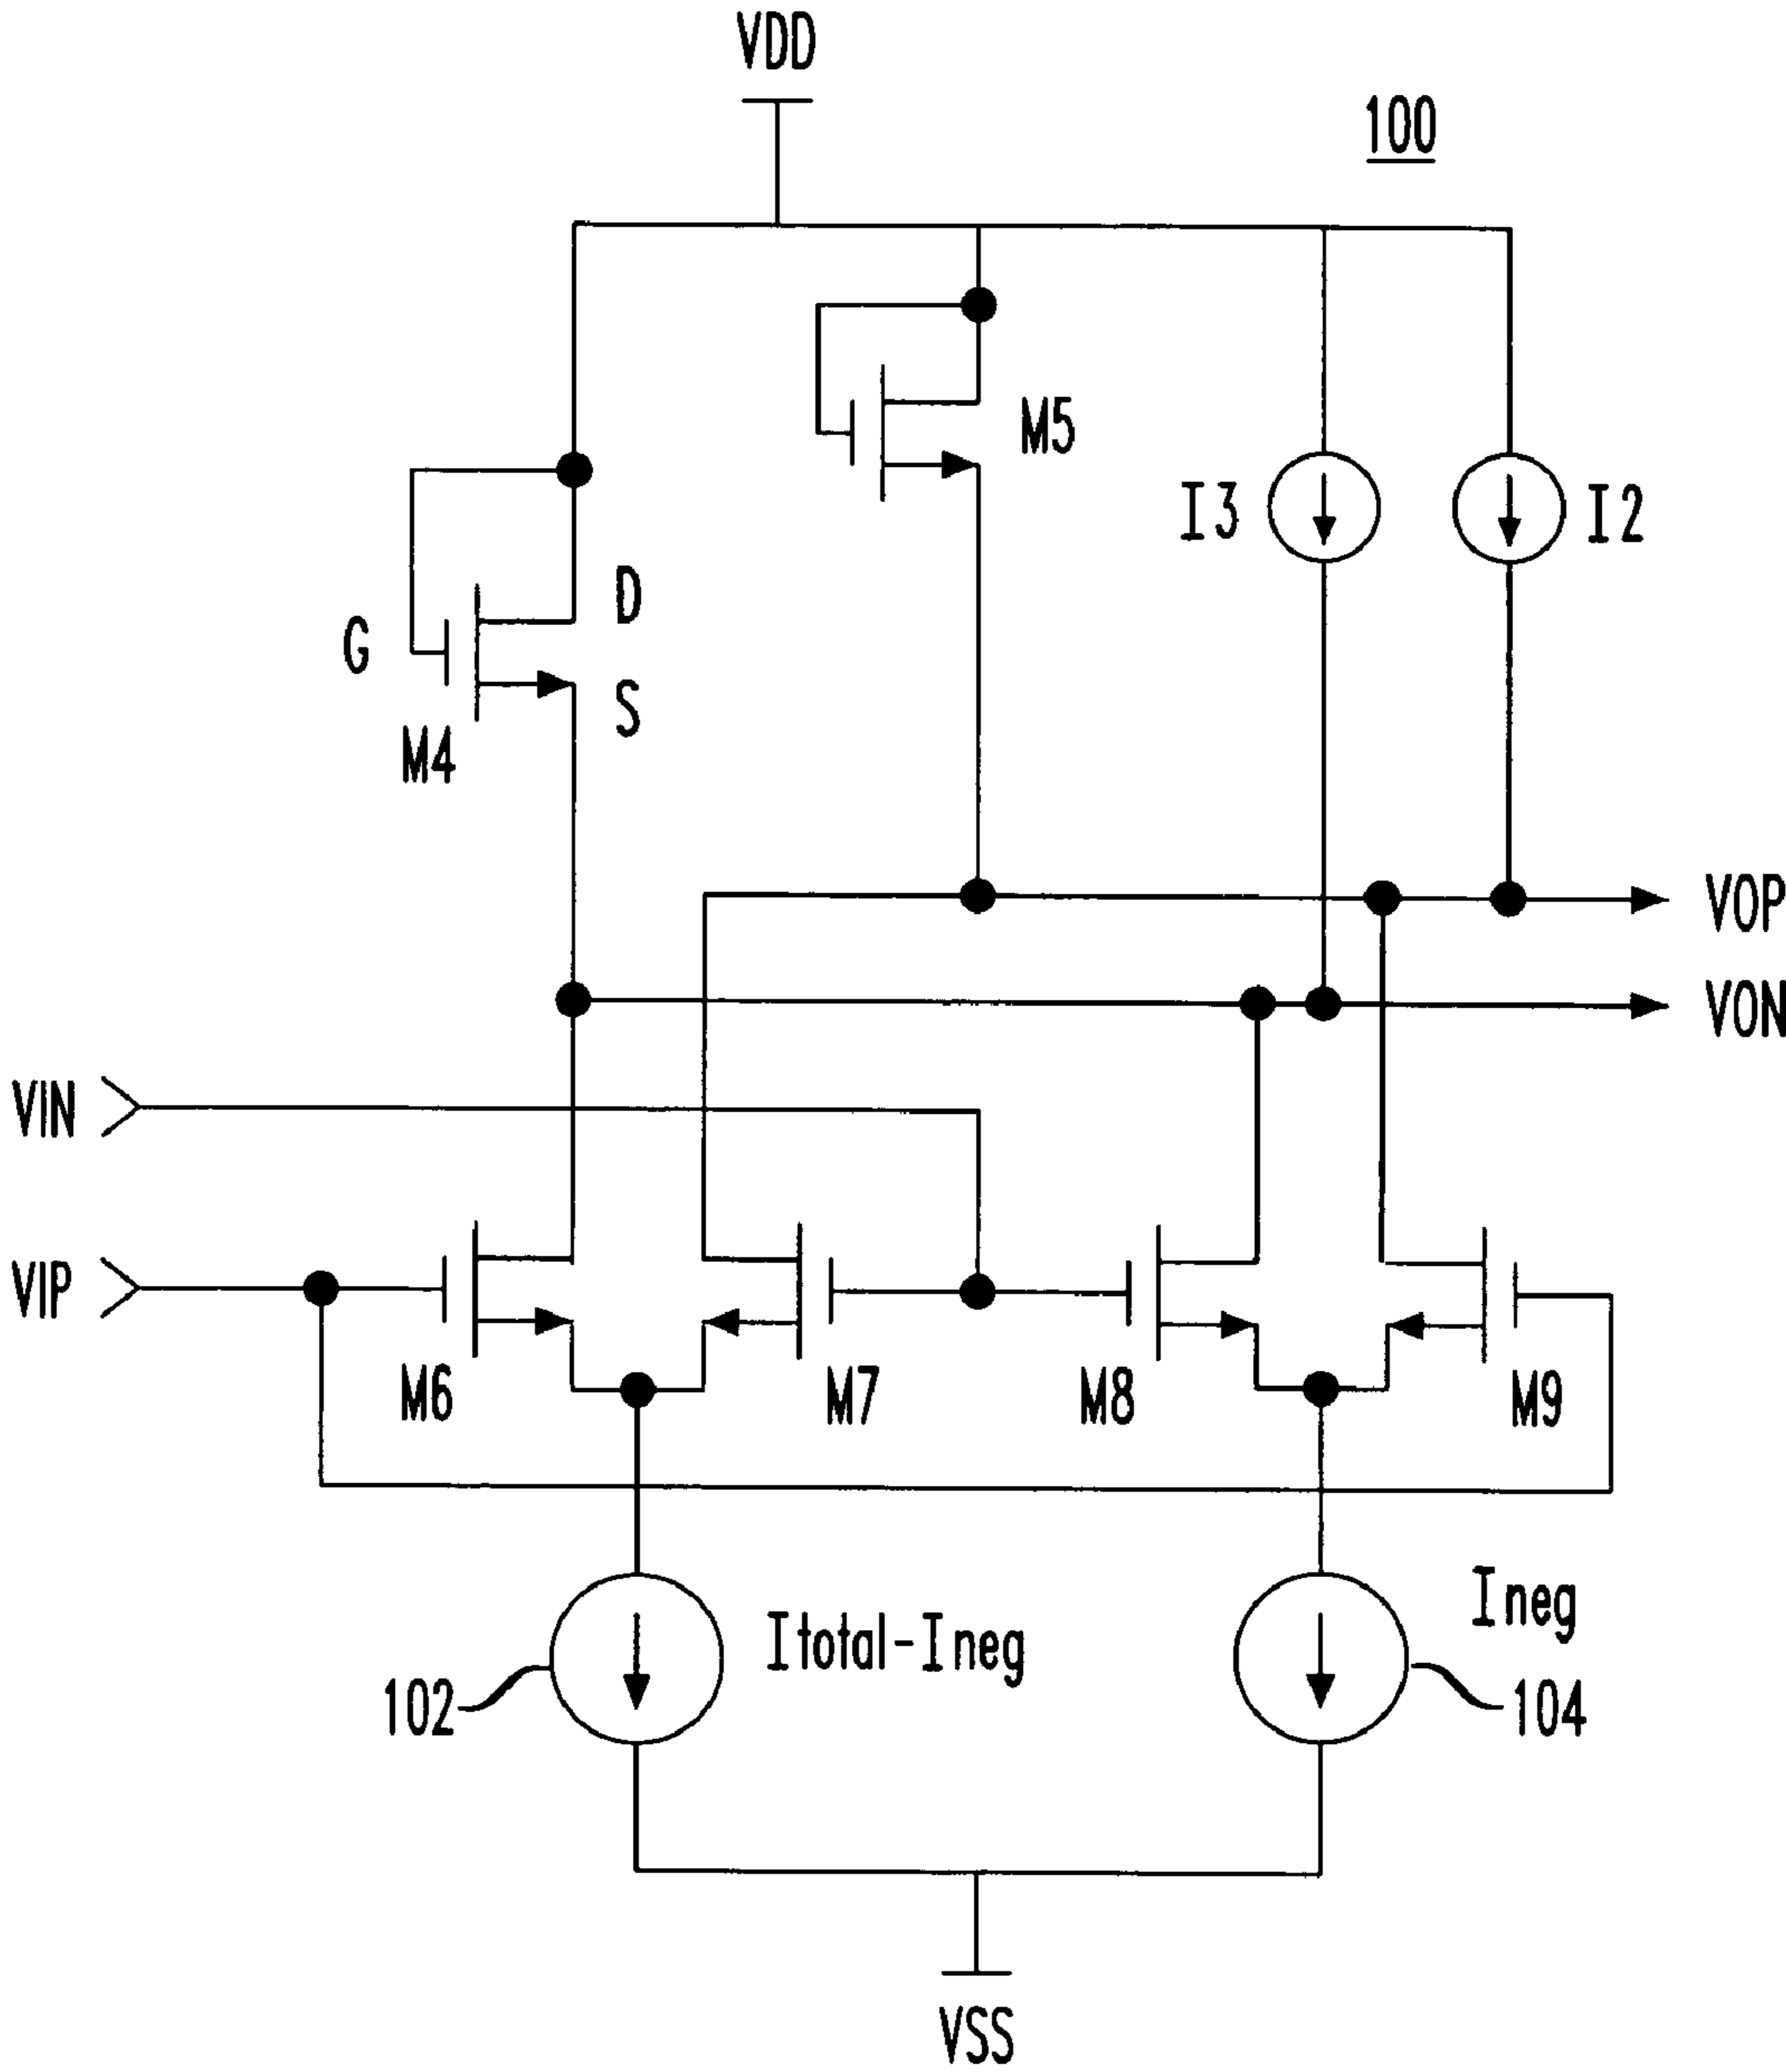 VDD
100
M5
I3
I2
D
G
S
M4
VOP
VON
VIN
VIP
M6
M7
M8
M9
Ineg
Itotal-Ineg
102
104
VSS